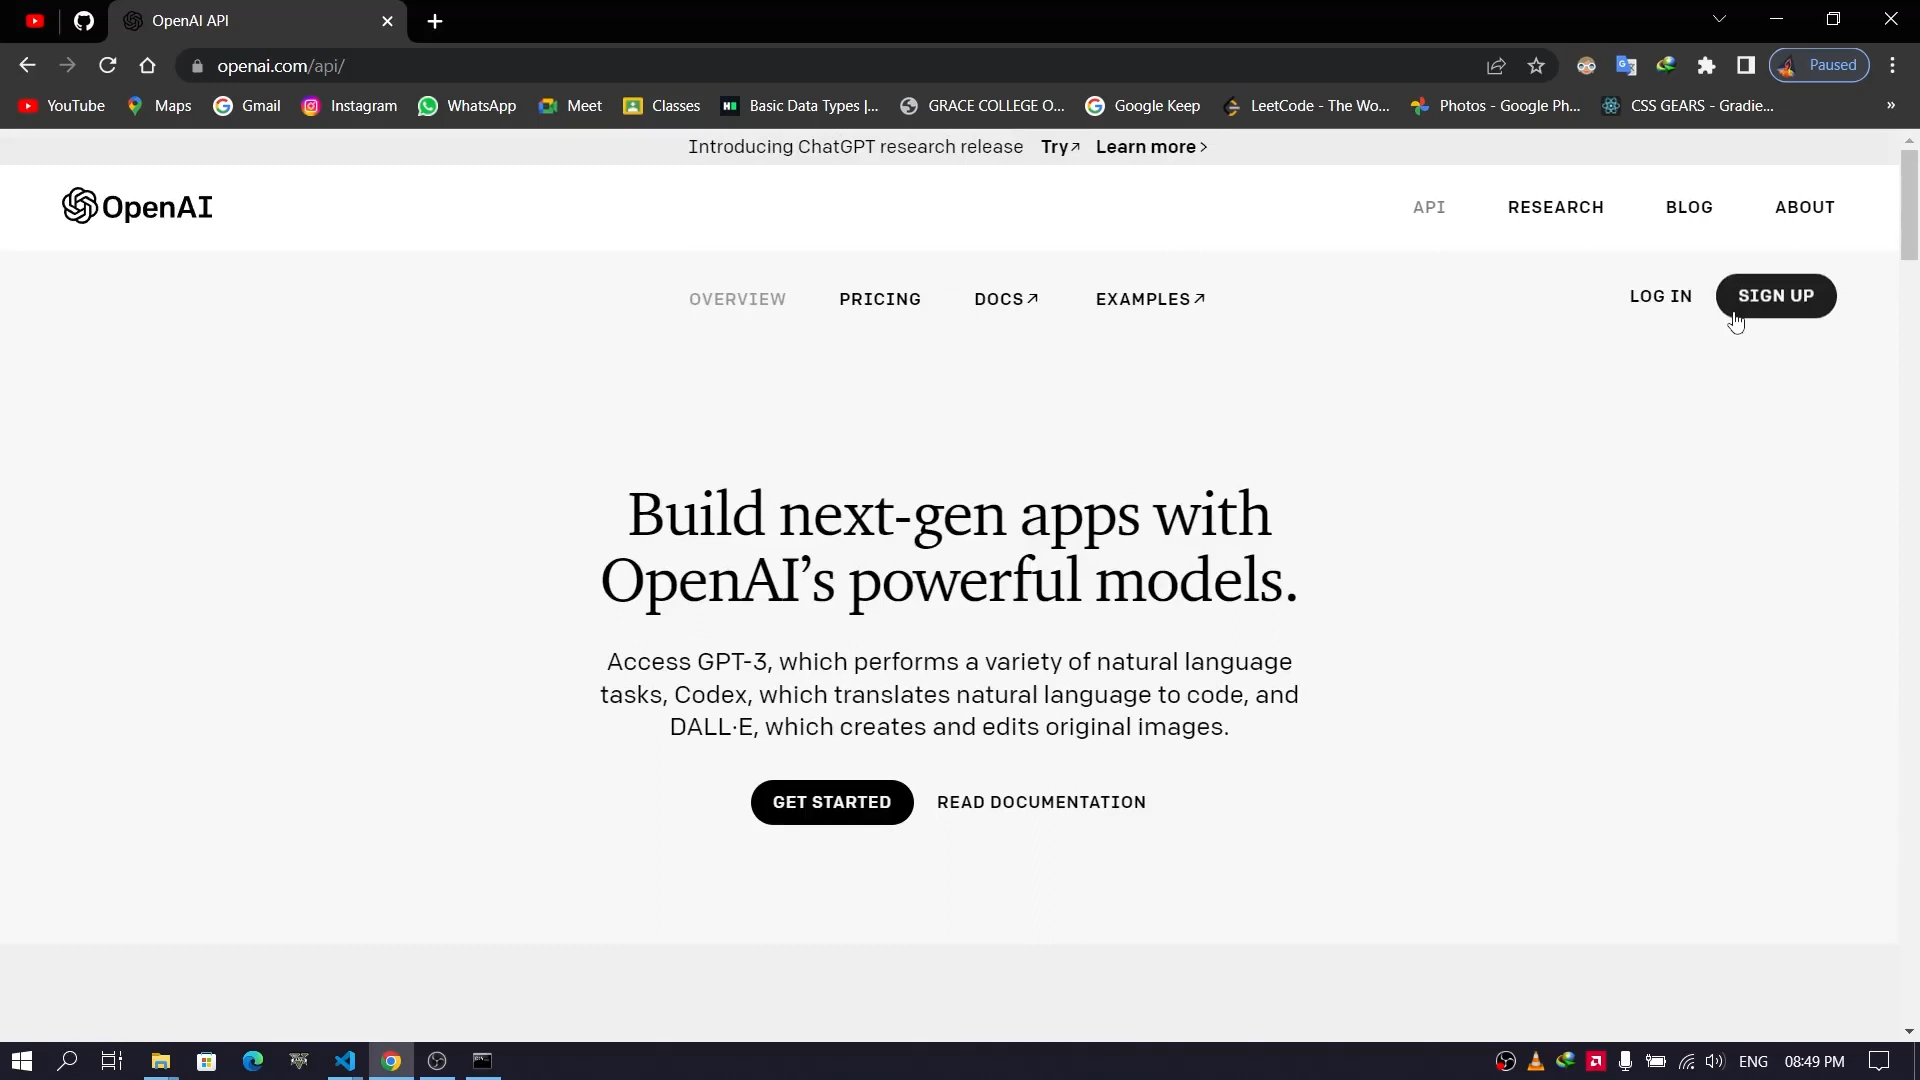 OpenAI API
openai.com/api/
Paused
YouTube
Maps
Gmail
Instagram
WhatsApp
Meet
Classes
Basic Data Types |...
GRACE COLLEGE O...
Google Keep
LeetCode - The Wo...
Photos - Google Ph...
CSS GEARS - Gradie...
»
Introducing ChatGPT research release Try↗ Learn more >
OpenAI
API
RESEARCH
BLOG
ABOUT
OVERVIEW
PRICING
DOCS↗
EXAMPLES↗
LOG IN
SIGN UP
Build next-gen apps with
OpenAI’s powerful models.
Access GPT-3, which performs a variety of natural language
tasks, Codex, which translates natural language to code, and
DALL·E, which creates and edits original images.
GET STARTED
READ DOCUMENTATION
ENG
08:49 PM